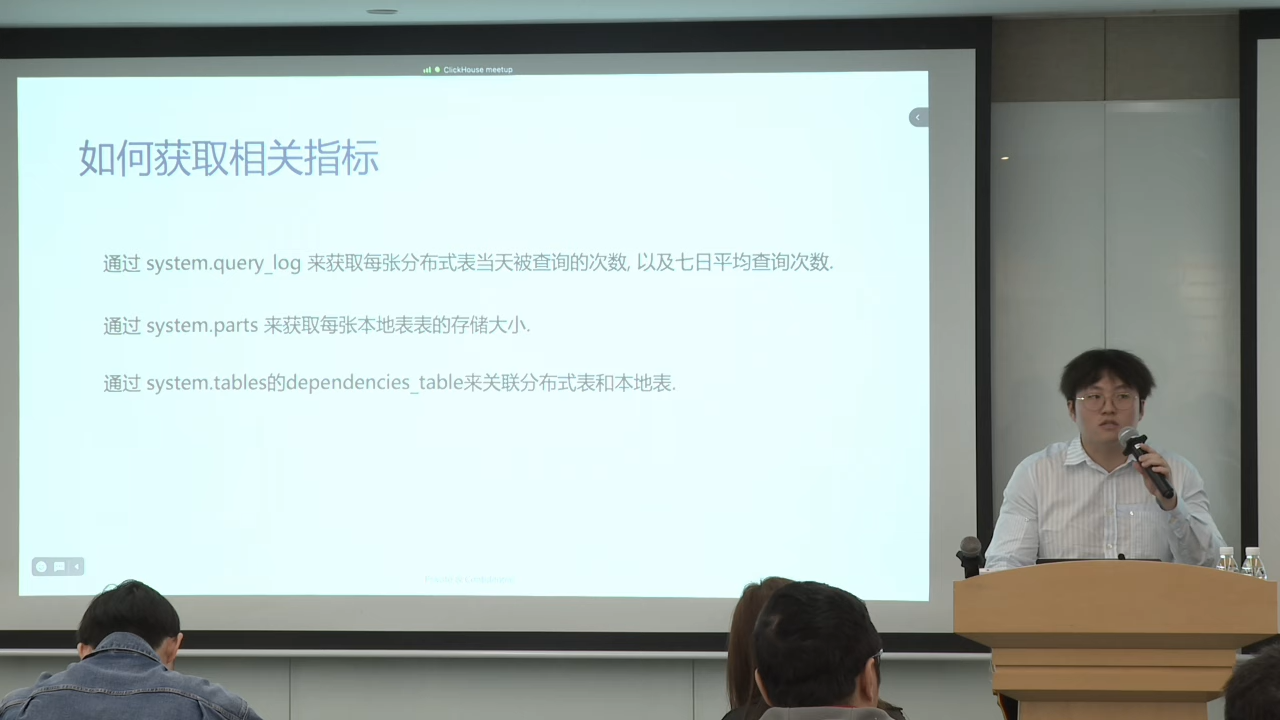 ClickHouse meetup
如何获取相关指标
通过 system.query_log 来获取每张分布式表当天被查询的次数, 以及七日平均查询次数.
通过 system.parts 来获取每张本地表表的存储大小.
通过 system.tables的dependencies_table来关联分布式表和本地表.